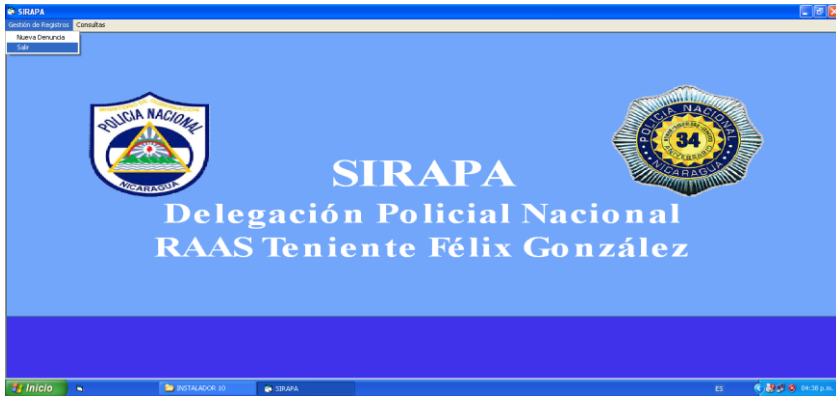 SIRAPA
Gestión de Registros Consultas
Nueva Denuncia
Salir
POLICIA NACIONAL
NICARAGUA
POLICIA NACIONAL
34
ANIVERSARIO
NICARAGUA
SIRAPA
Delegación Policial Nacional
RAAS Teniente Félix González
Inicio
INSTALADOR 10
SIRAPA
ES
04:38 p.m.